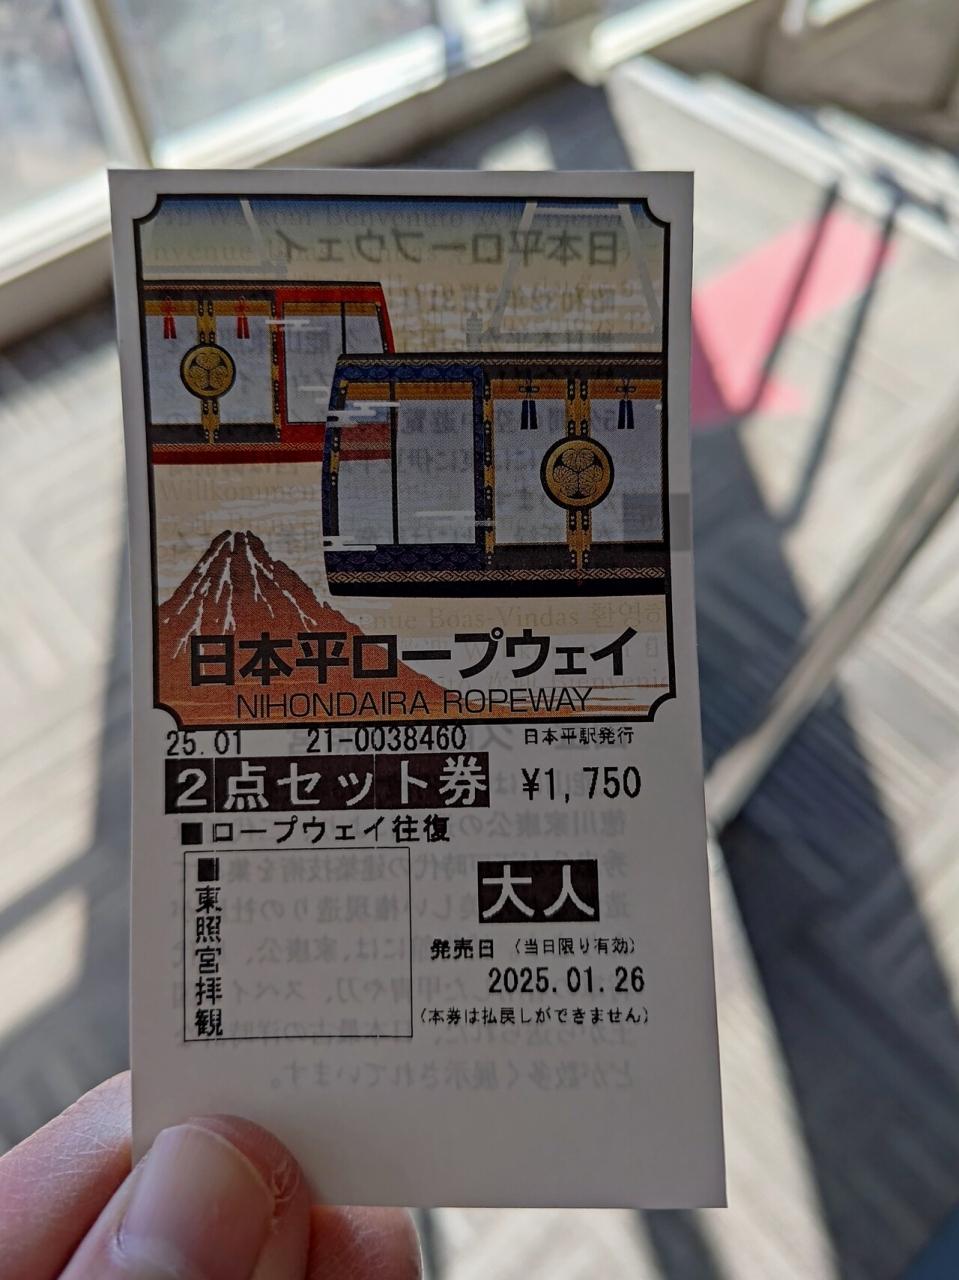 日本平ロープウェイ
NIHONDAIRA ROPEWAY
25.01 21-0038460 日本平駅発行
2点セット券 ¥1,750
■ロープウェイ往復
■東照宮拝観
大人
発売日 (当日限り有効)
2025.01.26
(本券は払戻しができません)